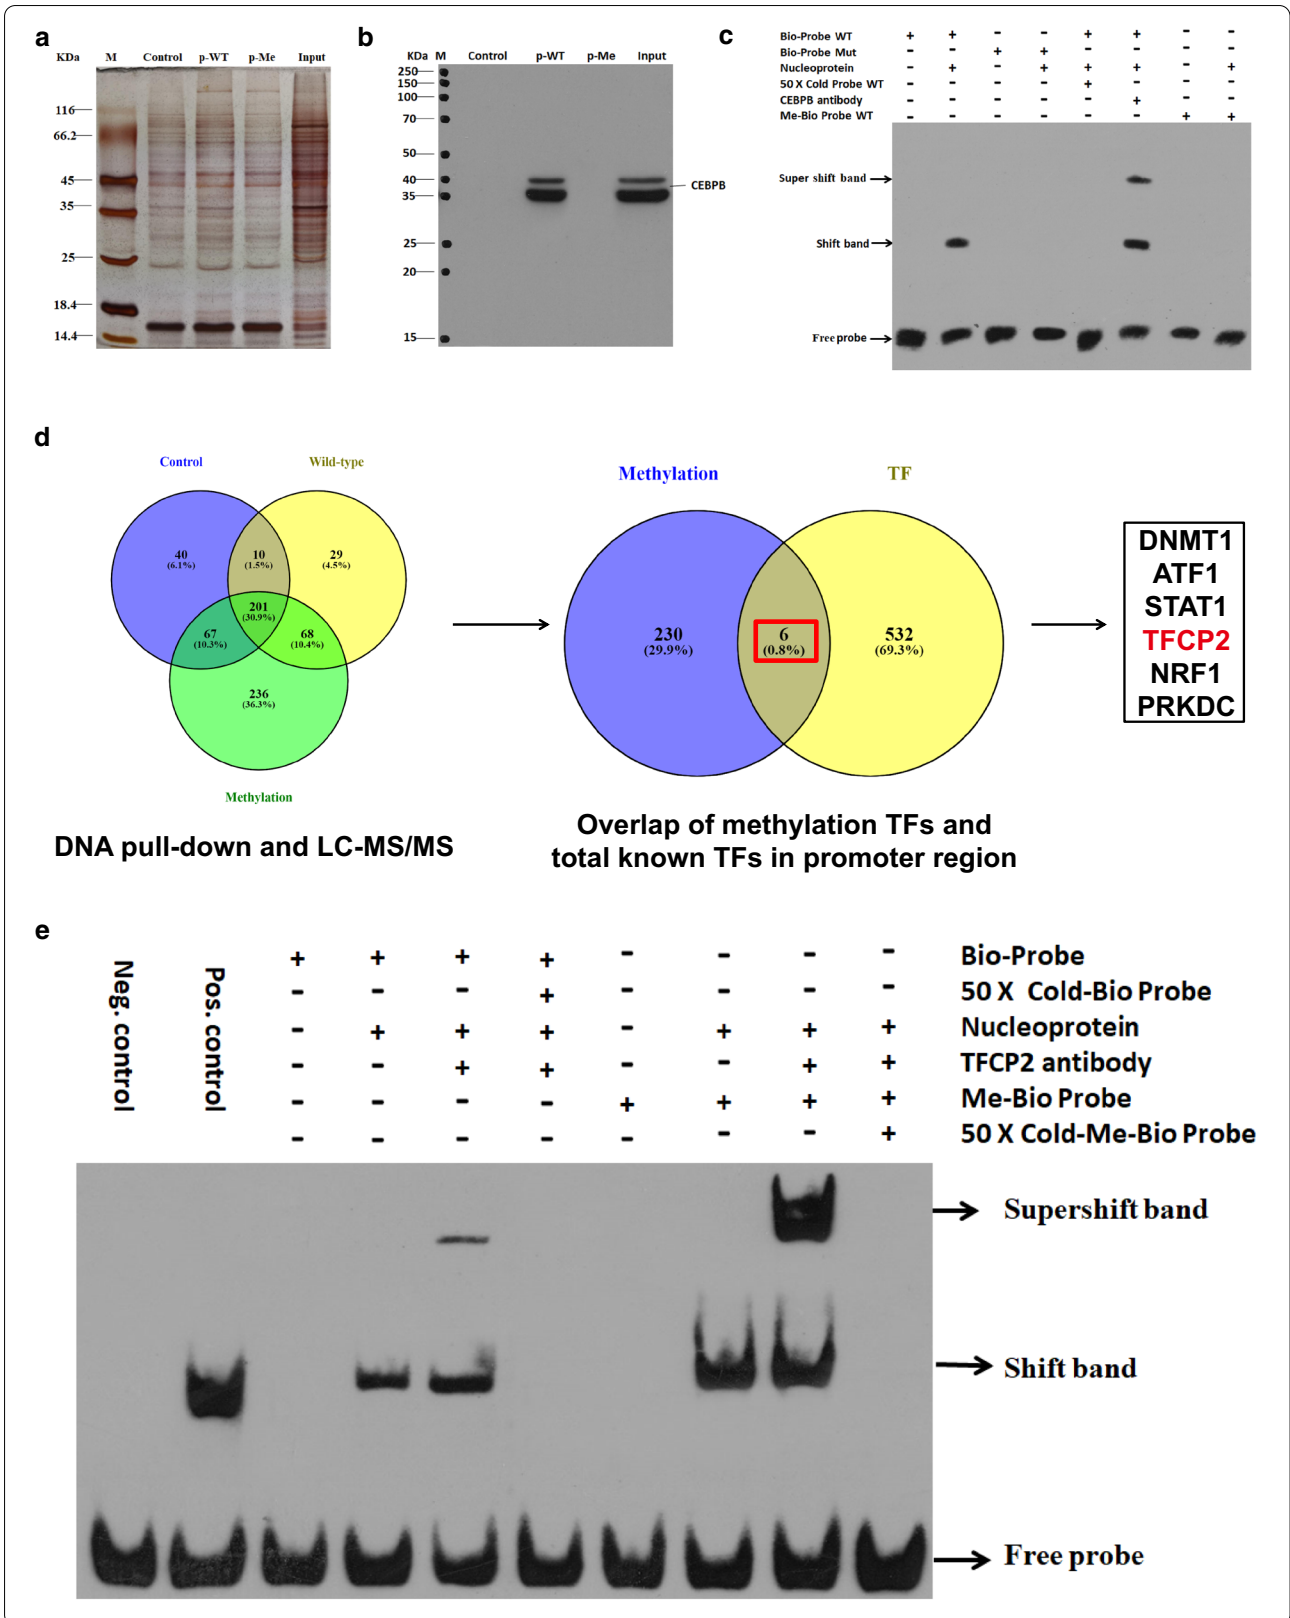 a
KDa M Control p-WT p-Me Input
116
66.2
45
35
25
18.4
14.4
b
KDa M Control p-WT p-Me Input
250
150
100
70
50
40
35
25
20
15
CEBPB
c
Bio-Probe WT + + - - + + - -
Bio-Probe Mut - - + + - - - -
Nucleoprotein - + - + + + - +
50 X Cold Probe WT - - - - + - - -
CEBPB antibody - - - - - + - -
Me-Bio Probe WT - - - - - - + +
Super shift band
Shift band
Free probe
d
Control
Wild-type
40
(6.1%)
10
(1.5%)
29
(4.5%)
201
(30.9%)
67
(10.3%)
68
(10.4%)
236
(36.3%)
Methylation
DNA pull-down and LC-MS/MS
Methylation
TF
230
(29.9%)
6
(0.8%)
532
(69.3%)
Overlap of methylation TFs and
total known TFs in promoter region
DNMT1
ATF1
STAT1
TFCP2
NRF1
PRKDC
e
Neg. control
Pos. control
+ + + + - - - - Bio-Probe
- - - + - - - - 50 X Cold-Bio Probe
- + + + - + + + Nucleoprotein
- - + + - - + + TFCP2 antibody
- - - - + + + + Me-Bio Probe
- - - - - - - + 50 X Cold-Me-Bio Probe
Supershift band
Shift band
Free probe